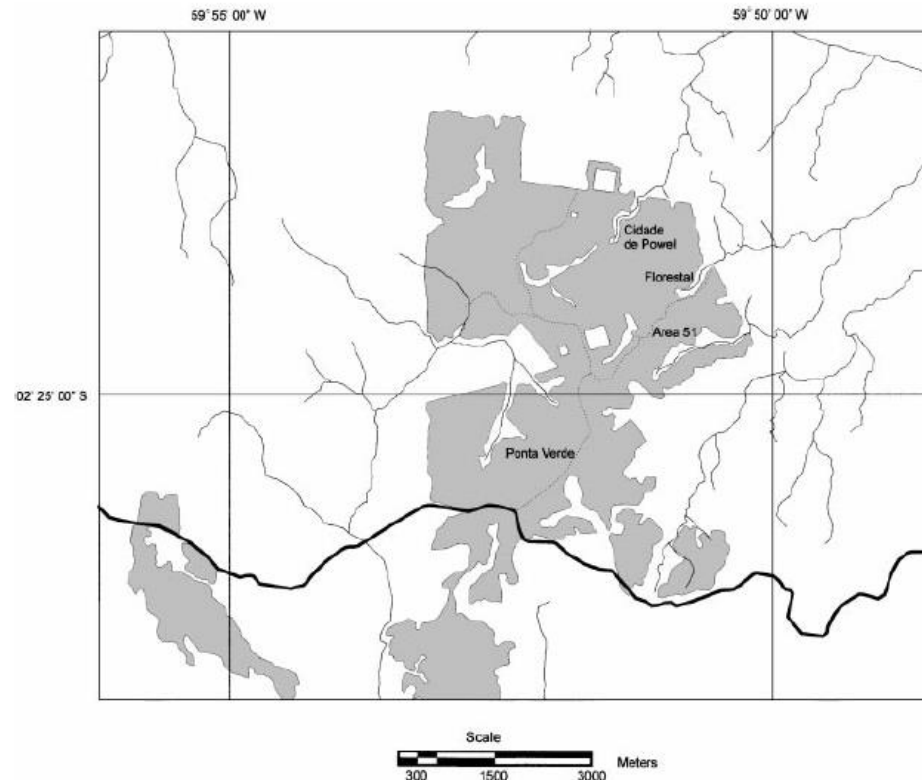 59° 55' 00" W
59° 50' 00" W
Cidade
de Powel
Florestal
Area 51
02° 25' 00" S
Ponta Verde
Scale
Meters
300
1500
3000